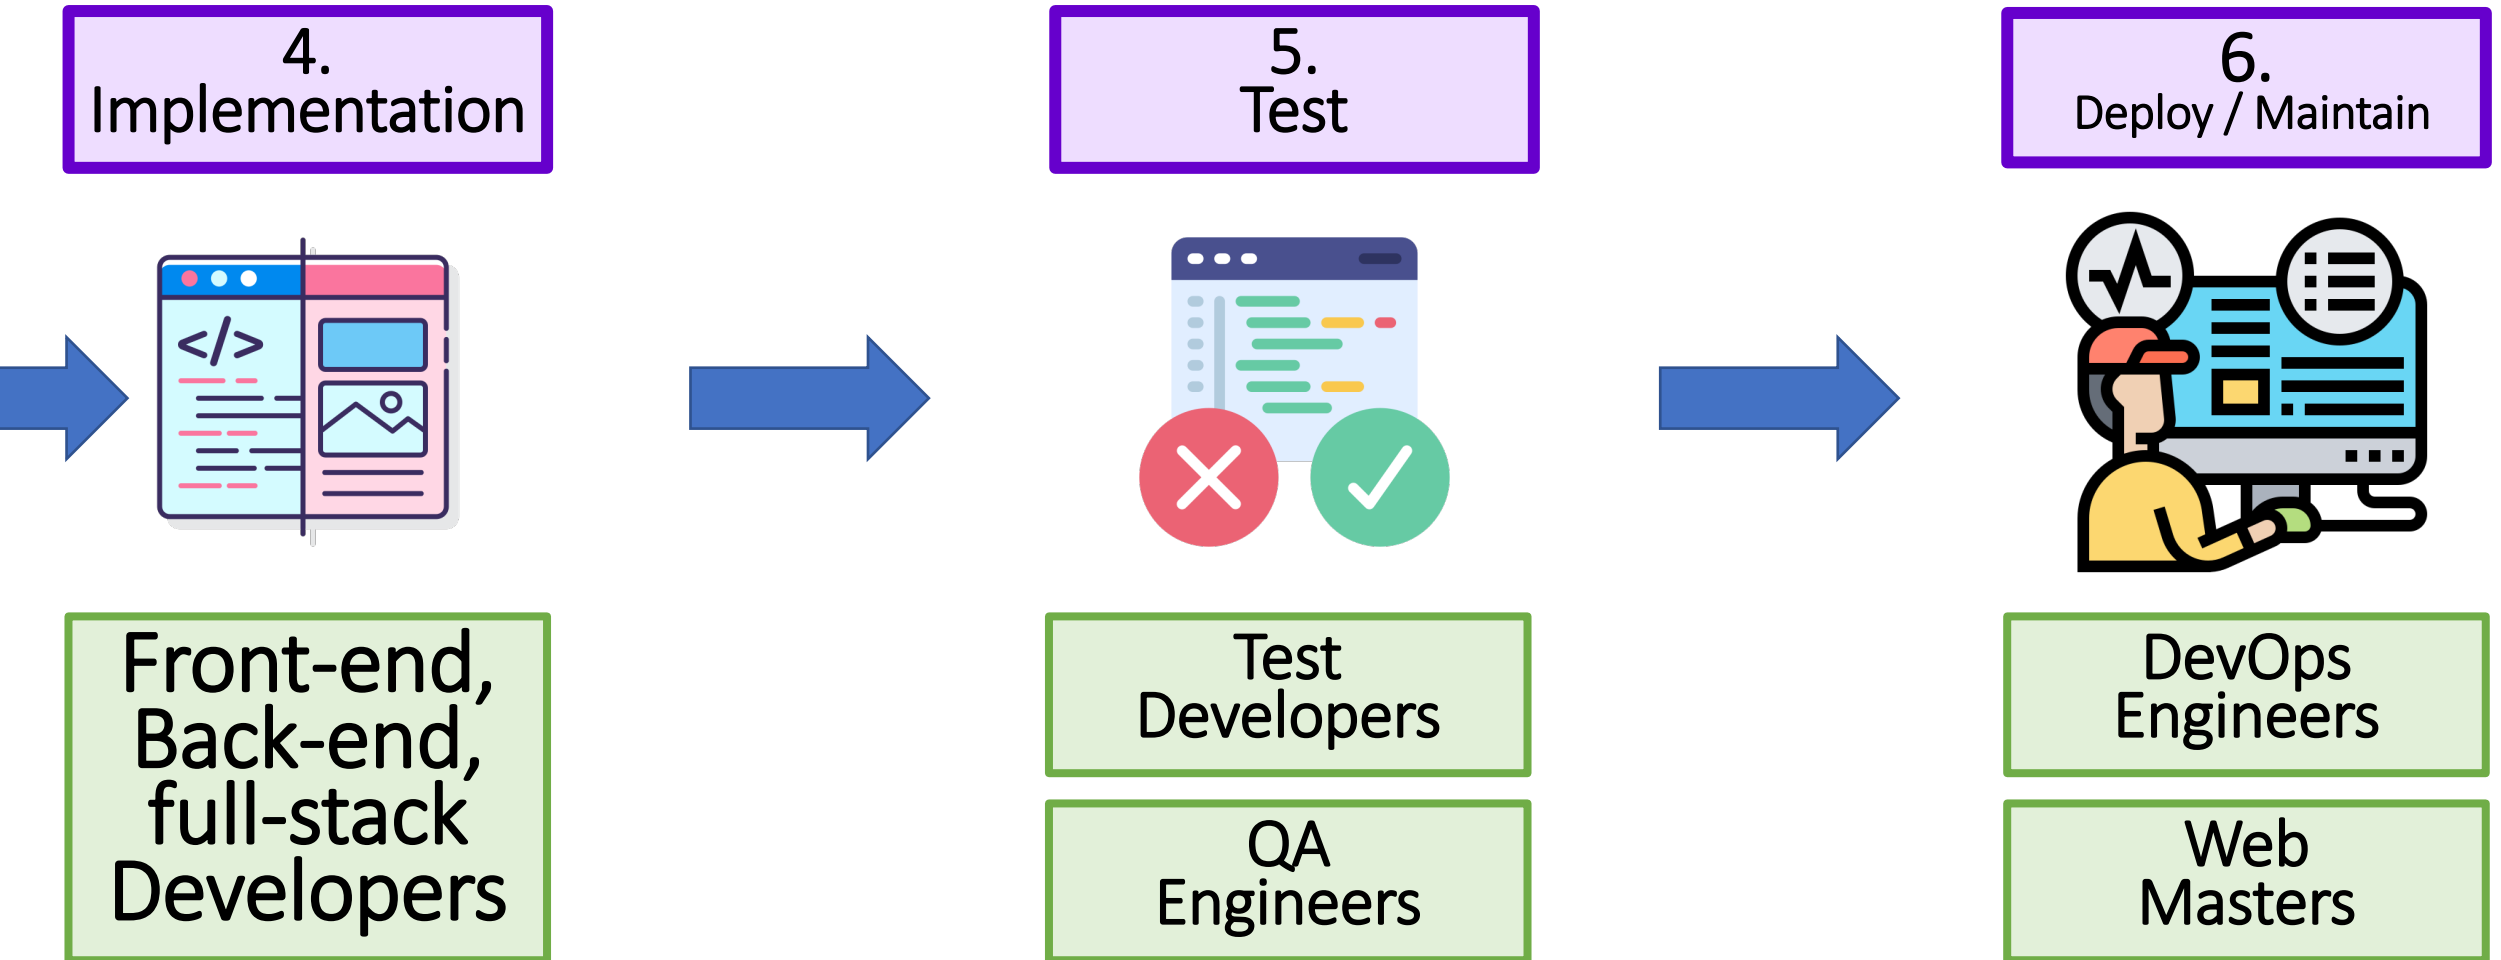 4.
Implementation
5.
Test
6.
Deploy / Maintain
</>
Front-end,
Back-end,
full-stack
Developers
Test
Developers
QA
Engineers
DevOps
Engineers
Web
Masters